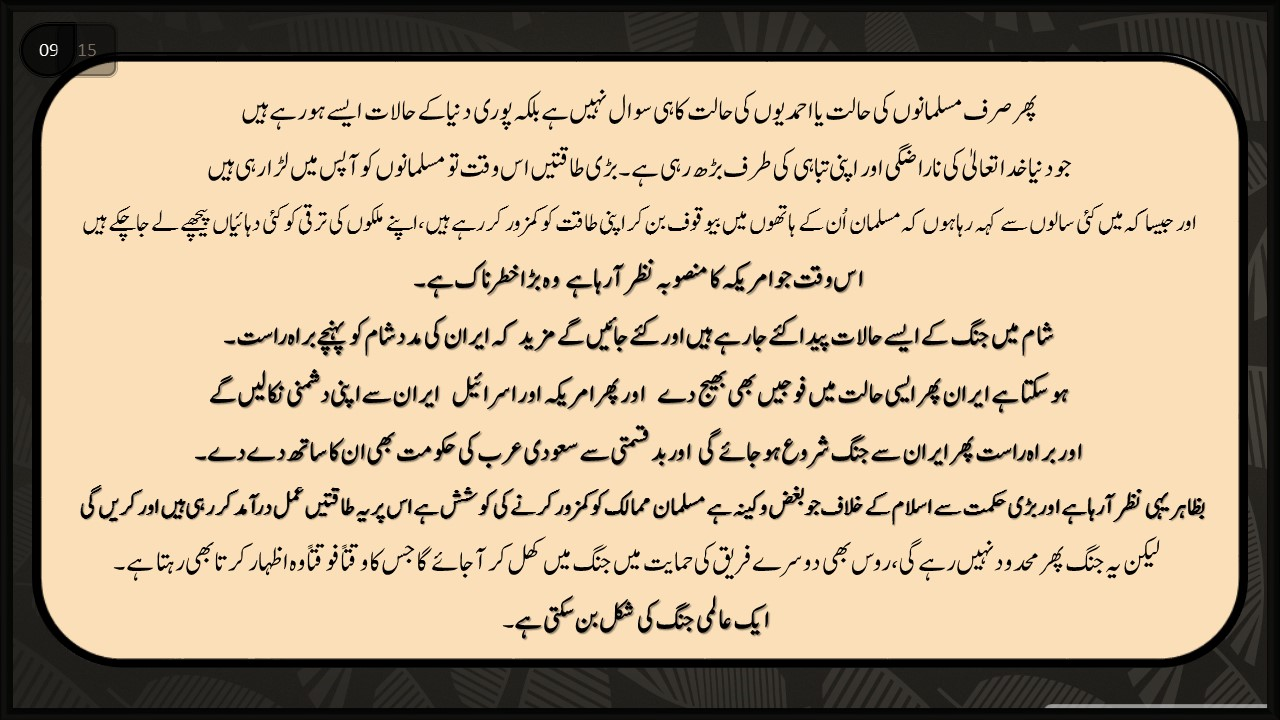 09 15
پھر صرف مسلمانوں کی حالت یا احمدیوں کی حالت کا ہی سوال نہیں ہے بلکہ پوری دنیا کے حالات ایسے ہو رہے ہیں
جو دنیا خدا تعالیٰ کی ناراضگی اور اپنی تباہی کی طرف بڑھ رہی ہے۔ بڑی طاقتیں اس وقت تو مسلمانوں کو آپس میں لڑا رہی ہیں
اور جیسا کہ میں کئی سالوں سے کہہ رہا ہوں کہ مسلمان اُن کے ہاتھوں میں بیوقوف بن کر اپنی طاقت کو کمزور کر رہے ہیں، اپنے ملکوں کی ترقی کو کئی دہائیاں پیچھے لے جا چکے ہیں
اس وقت جو امریکہ کا منصوبہ نظر آ رہا ہے وہ بڑا خطرناک ہے۔
شام میں جنگ کے ایسے حالات پیدا کئے جا رہے ہیں اور کئے جائیں گے مزید کہ ایران کی مدد شام کو پہنچے براہ راست۔
ہو سکتا ہے ایران پھر ایسی حالت میں فوجیں بھی بھیج دے اور پھر امریکہ اور اسرائیل ایران سے اپنی دشمنی نکالیں گے
اور براہ راست پھر ایران سے جنگ شروع ہو جائے گی اور بدقسمتی سے سعودی عرب کی حکومت بھی ان کا ساتھ دے دے۔
بظاہر یہی نظر آ رہا ہے اور بڑی حکمت سے اسلام کے خلاف جو بغض و کینہ ہے مسلمان ممالک کو کمزور کرنے کی کوشش ہے اس پر یہ طاقتیں عمل درآمد کر رہی ہیں اور کریں گی
لیکن یہ جنگ پھر محدود نہیں رہے گی، روس بھی دوسرے فریق کی حمایت میں جنگ میں کھل کر آ جائے گا جس کا وقتاً فوقتاً وہ اظہار کرتا بھی رہتا ہے۔
ایک عالمی جنگ کی شکل بن سکتی ہے۔